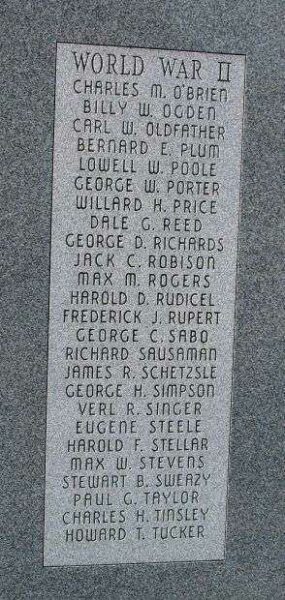 WORLD WAR II
CHARLES M. O'BRIEN
BILLY W. OGDEN
CARL W. OLDFATHER
BERNARD E. PLUM
LOWELL W. POOLE
GEORGE W. PORTER
WILLARD H. PRICE
DALE G. REED
GEORGE D. RICHARDS
JACK C. ROBISON
MAX M. ROGERS
HAROLD D. RUDICEL
FREDERICK J. RUPERT
GEORGE C. SABO
RICHARD SAUSAMAN
JAMES R. SCHETZSLE
GEORGE H. SIMPSON
VERL R. SINGER
EUGENE STEELE
HAROLD F. STELLAR
MAX W. STEVENS
STEWART B. SWEAZY
PAUL G. TAYLOR
CHARLES H. TINSLEY
HOWARD T. TUCKER